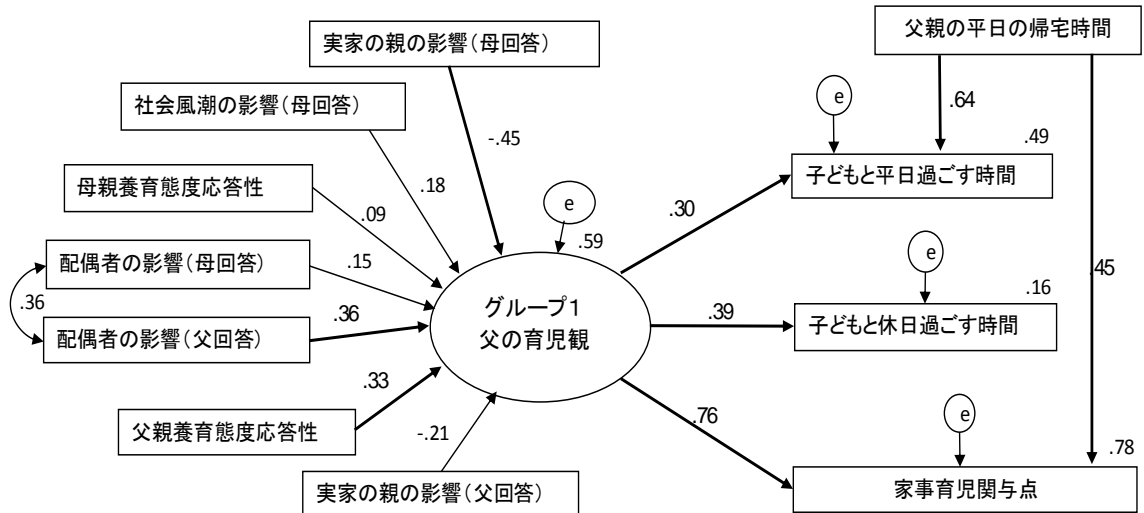 実家の親の影響(母回答)
父親の平日の帰宅時間
社会風潮の影響(母回答)
e
.64
-.45
.49
母親養育態度応答性
子どもと平日過ごす時間
.18
e
.30
.09
.59
配偶者の影響(母回答)
.15
e
.45
.36
グループ1
父の育児観
.16
.36
.39
子どもと休日過ごす時間
配偶者の影響(父回答)
.33
.76
e
父親養育態度応答性
-.21
.78
実家の親の影響(父回答)
家事育児関与点